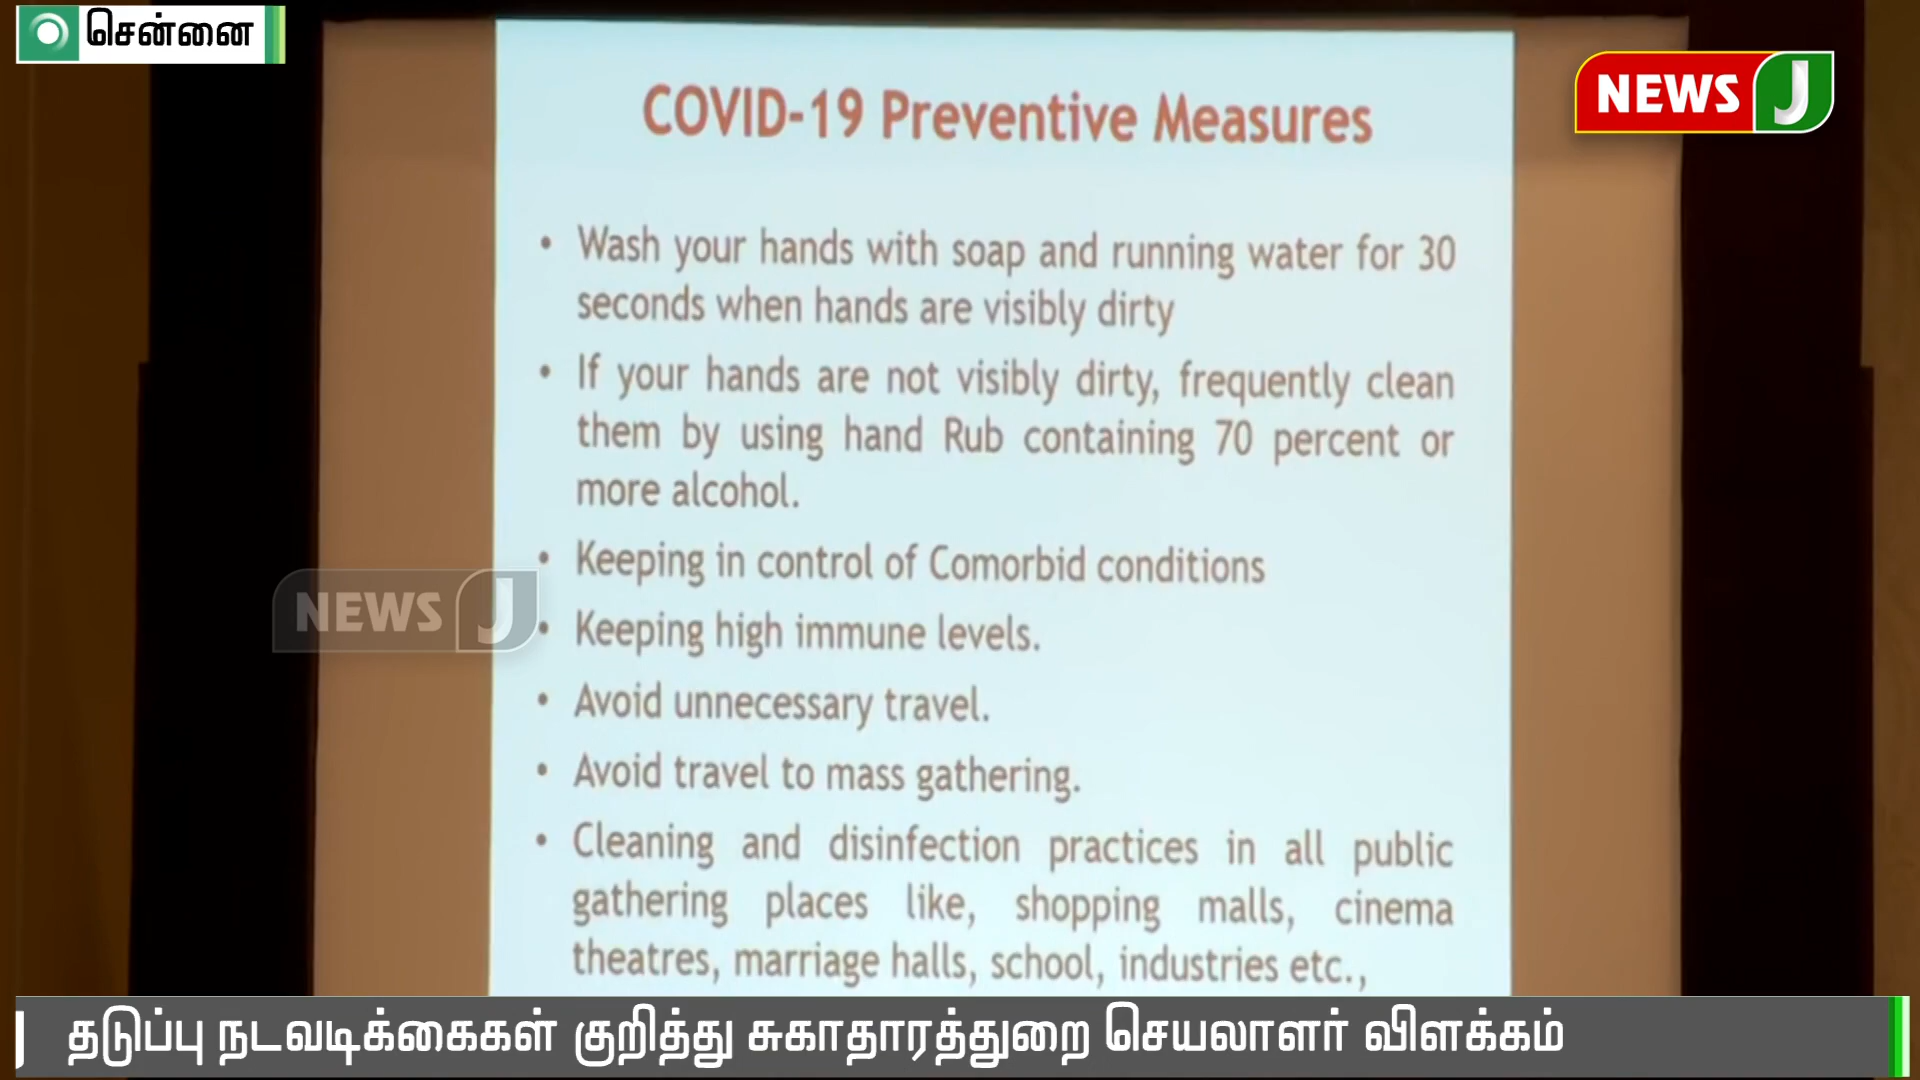 சென்னை
NEWS J
COVID-19 Preventive Measures
• Wash your hands with soap and running water for 30
seconds when hands are visibly dirty
• If your hands are not visibly dirty, frequently clean
them by using hand Rub containing 70 percent or
more alcohol.
• Keeping in control of Comorbid conditions
NEWS J
• Keeping high immune levels.
• Avoid unnecessary travel.
• Avoid travel to mass gathering.
• Cleaning and disinfection practices in all public
gathering places like, shopping malls, cinema
theatres, marriage halls, school, industries etc.,
தடுப்பு நடவடிக்கைகள் குறித்து சுகாதாரத்துறை செயலாளர் விளக்கம்